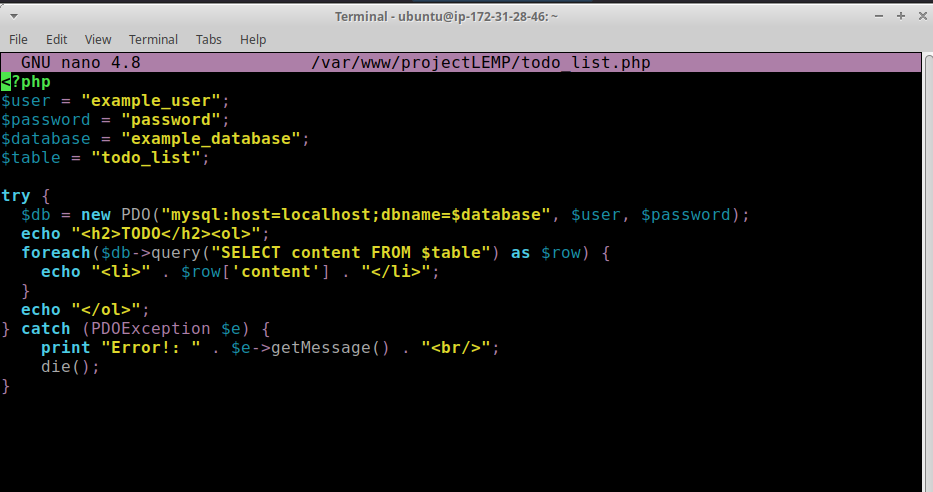 Terminal - ubuntu@ip-172-31-28-46: ~
File Edit View Terminal Tabs Help
GNU nano 4.8 /var/www/projectLEMP/todo_list.php
<?php
$user = "example_user";
$password = "password";
$database = "example_database";
$table = "todo_list";

try {
  $db = new PDO("mysql:host=localhost;dbname=$database", $user, $password);
  echo "<h2>TODO</h2><ol>";
  foreach($db->query("SELECT content FROM $table") as $row) {
    echo "<li>" . $row['content'] . "</li>";
  }
  echo "</ol>";
} catch (PDOException $e) {
    print "Error!: " . $e->getMessage() . "<br/>";
    die();
}